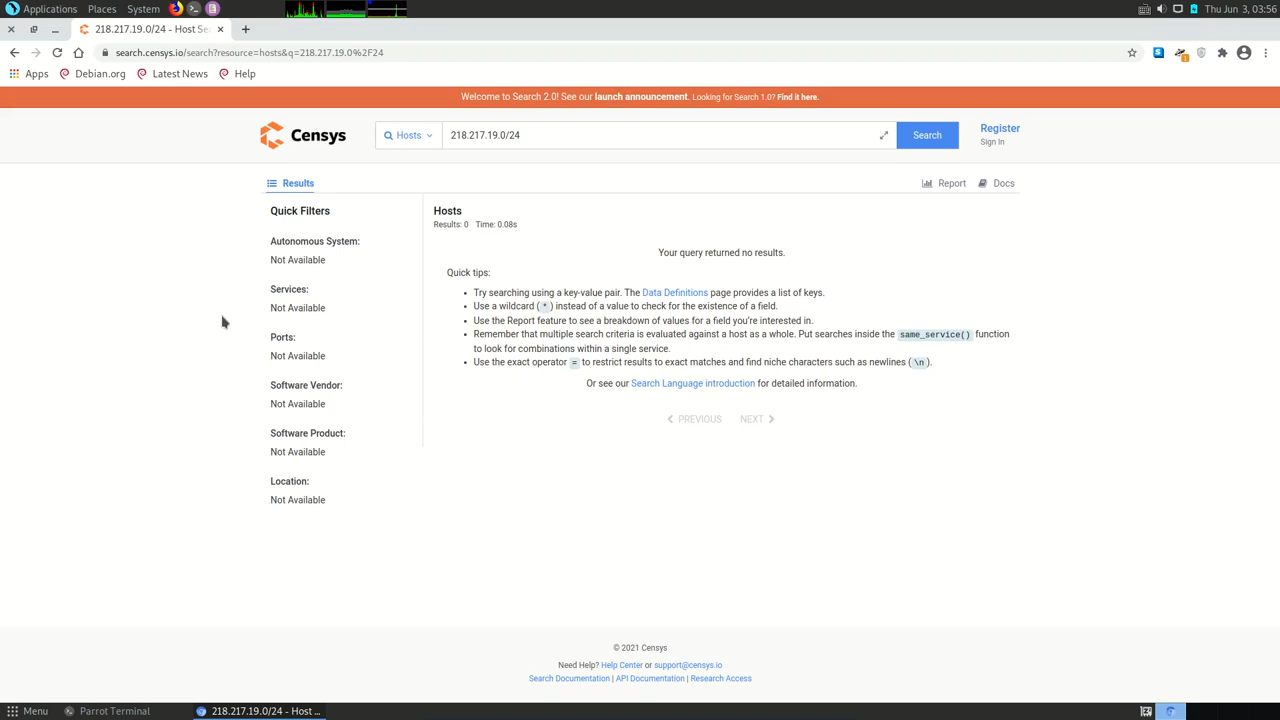 Applications Places System Thu Jun 3, 03:56
218.217.19.0/24 - Host Se
search.censys.io/search?resource=hosts&q=218.217.19.0%2F24
Apps Debian.org Latest News Help
Welcome to Search 2.0! See our launch announcement. Looking for Search 1.0? Find it here.
Censys Hosts 218.217.19.0/24 Search Register
Sign In
Results Report Docs
Quick Filters
Autonomous System:
Not Available
Services:
Not Available
Ports:
Not Available
Software Vendor:
Not Available
Software Product:
Not Available
Location:
Not Available
Hosts
Results: 0 Time: 0.08s
Your query returned no results.
Quick tips:
• Try searching using a key-value pair. The Data Definitions page provides a list of keys.
• Use a wildcard (*) instead of a value to check for the existence of a field.
• Use the Report feature to see a breakdown of values for a field you're interested in.
• Remember that multiple search criteria is evaluated against a host as a whole. Put searches inside the same_service() function
to look for combinations within a single service.
• Use the exact operator = to restrict results to exact matches and find niche characters such as newlines (\n).
Or see our Search Language introduction for detailed information.
PREVIOUS NEXT
© 2021 Censys
Need Help? Help Center or support@censys.io
Search Documentation | API Documentation | Research Access
Menu Parrot Terminal 218.217.19.0/24 - Host ...